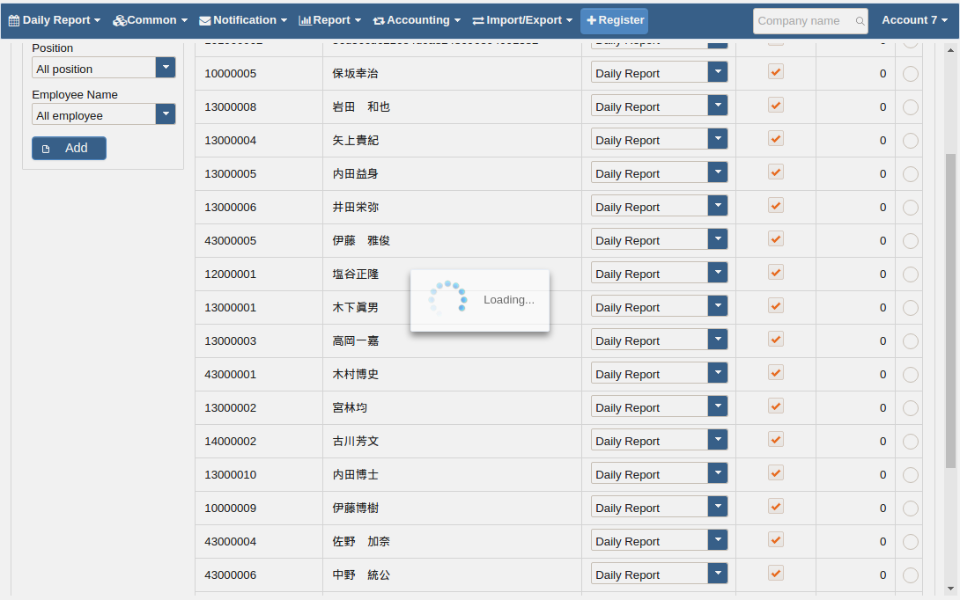 Daily Report Common Notification Report Accounting Import/Export Register Company name Account 7
Position
All position
Employee Name
All employee
Add
10000005 保坂幸治 Daily Report 0
13000008 岩田　和也 Daily Report 0
13000004 矢上貴紀 Daily Report 0
13000005 内田益身 Daily Report 0
13000006 井田栄弥 Daily Report 0
43000005 伊藤　雅俊 Daily Report 0
12000001 塩谷正隆 Daily Report 0
Loading...
13000001 木下眞男 Daily Report 0
13000003 高岡一嘉 Daily Report 0
43000001 木村博史 Daily Report 0
13000002 宮林均 Daily Report 0
14000002 古川芳文 Daily Report 0
13000010 内田博士 Daily Report 0
10000009 伊藤博樹 Daily Report 0
43000004 佐野　加奈 Daily Report 0
43000006 中野　統公 Daily Report 0